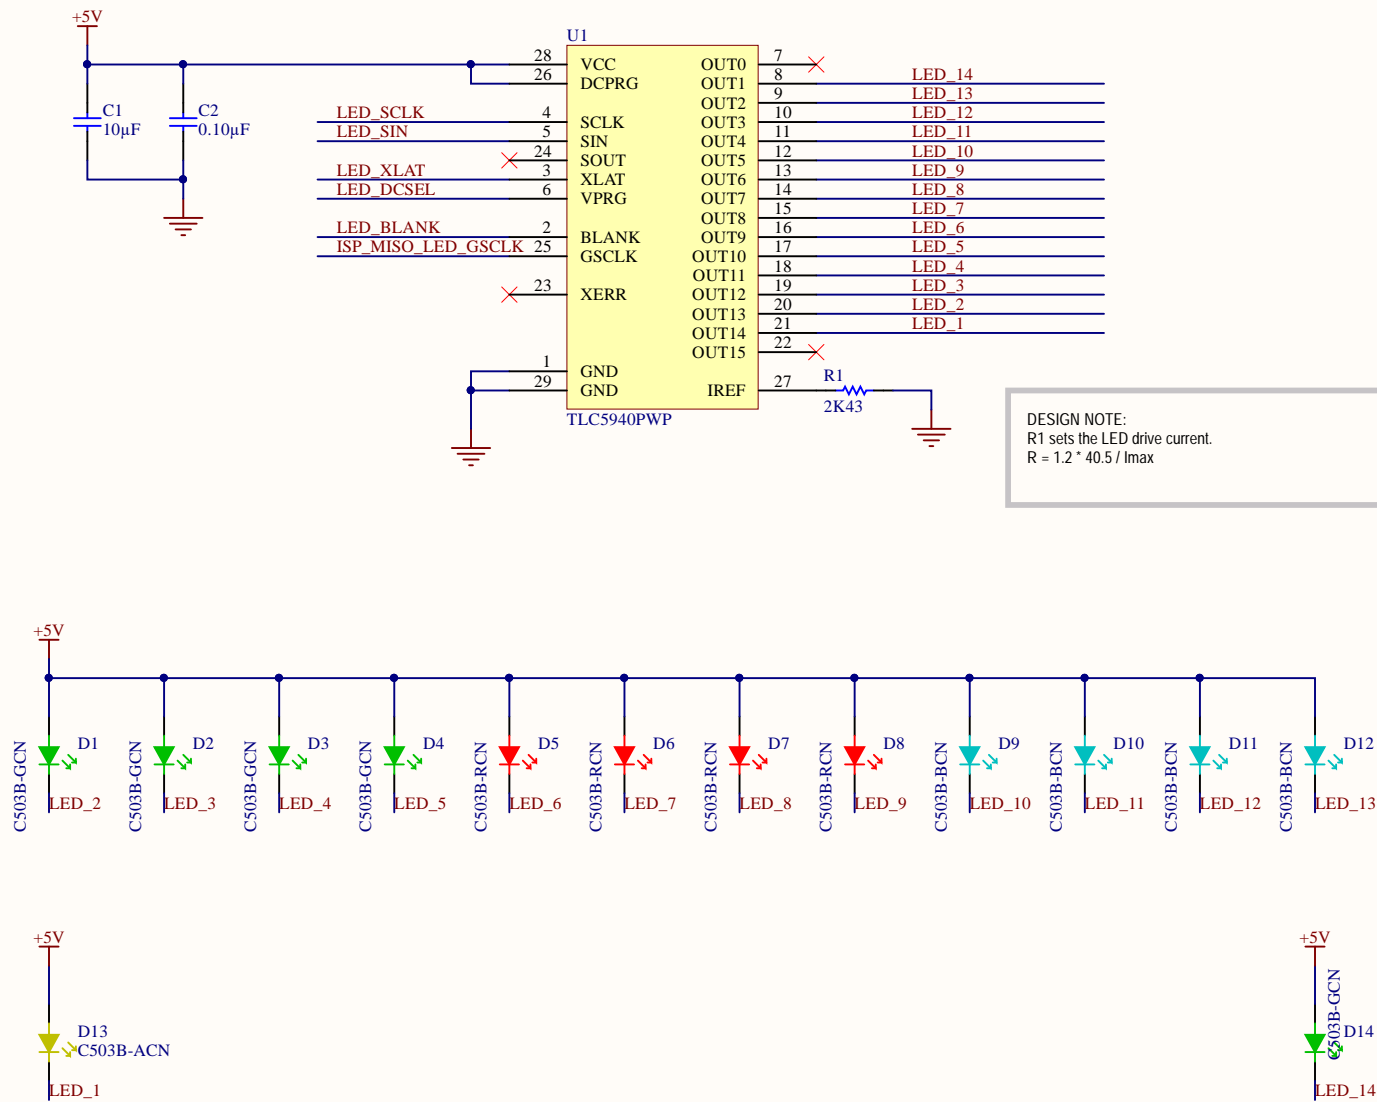 +5V
C1
10µF
C2
0.10µF
U1
28 VCC
26 DCPRG
LED_SCLK 4 SCLK
LED_SIN 5 SIN
24 SOUT
LED_XLAT 3 XLAT
LED_DCSEL 6 VPRG
LED_BLANK 2 BLANK
ISP_MISO_LED_GSCLK 25 GSCLK
23 XERR
1 GND
29 GND
TLC5940PWP
OUT0 7
OUT1 8 LED_14
OUT2 9 LED_13
OUT3 10 LED_12
OUT4 11 LED_11
OUT5 12 LED_10
OUT6 13 LED_9
OUT7 14 LED_8
OUT8 15 LED_7
OUT9 16 LED_6
OUT10 17 LED_5
OUT11 18 LED_4
OUT12 19 LED_3
OUT13 20 LED_2
OUT14 21 LED_1
OUT15 22
IREF 27
R1
2K43
DESIGN NOTE:
R1 sets the LED drive current.
R = 1.2 * 40.5 / Imax
+5V
C503B-GCN D1 LED_2
C503B-GCN D2 LED_3
C503B-GCN D3 LED_4
C503B-GCN D4 LED_5
C503B-RCN D5 LED_6
C503B-RCN D6 LED_7
C503B-RCN D7 LED_8
C503B-RCN D8 LED_9
C503B-BCN D9 LED_10
C503B-BCN D10 LED_11
C503B-BCN D11 LED_12
C503B-BCN D12 LED_13
+5V
D13
C503B-ACN
LED_1
+5V
C503B-GCN
D14
LED_14